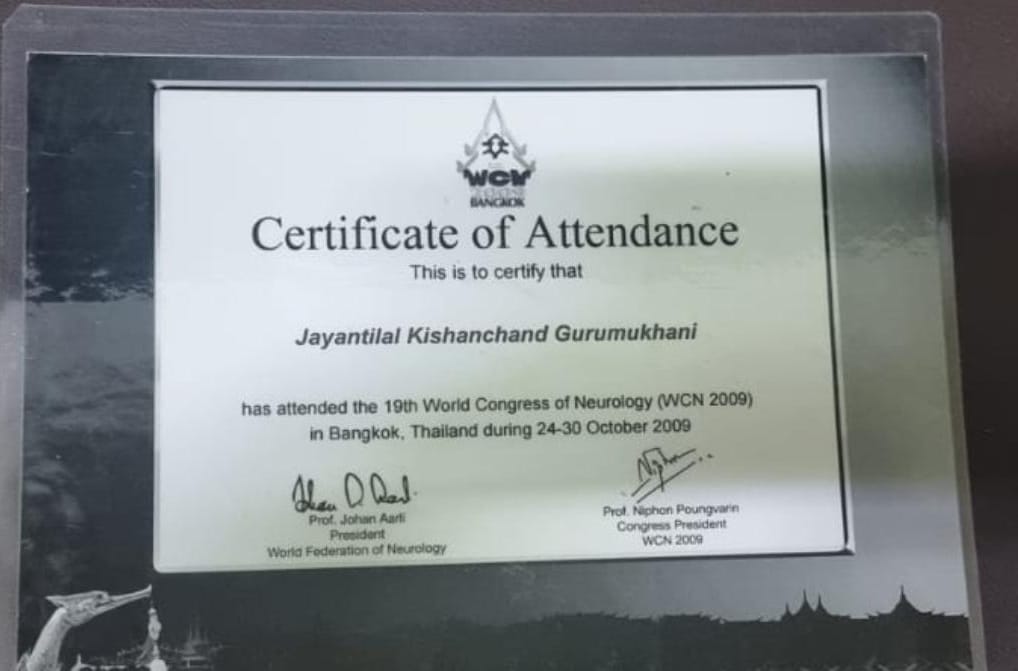 WCN
2009
BANGKOK
Certificate of Attendance
This is to certify that
Jayantilal Kishanchand Gurumukhani
has attended the 19th World Congress of Neurology (WCN 2009)
in Bangkok, Thailand during 24-30 October 2009
Prof. Johan Aarli
President
World Federation of Neurology
Prof. Niphon Poungvarin
Congress President
WCN 2009